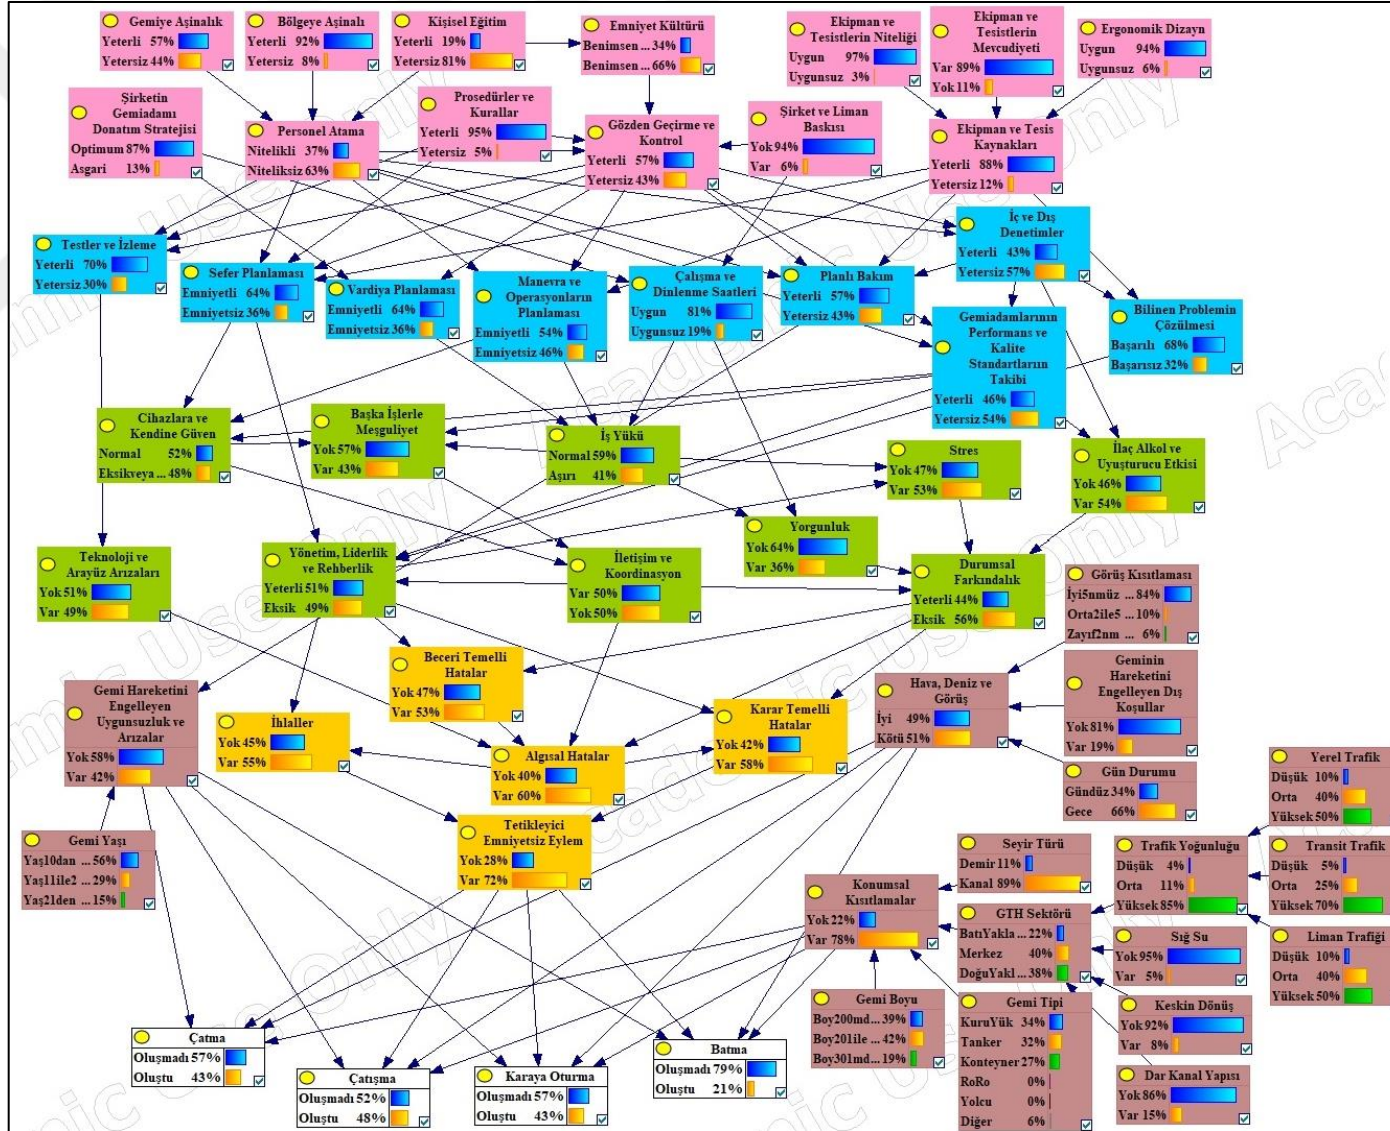 Gemiye Aşinalık
Yeterli 57%
Yetersiz 44%
Bölgeye Aşinalı
Yeterli 92%
Yetersiz 8%
Kişisel Eğitim
Yeterli 19%
Yetersiz 81%
Emniyet Kültürü
Benimsen ... 34%
Benimsen ... 66%
Ekipman ve
Tesistlerin Niteliği
Uygun 97%
Uygunsuz 3%
Ekipman ve
Tesistlerin
Mevcudiyeti
Var 89%
Yok 11%
Ergonomik Dizayn
Uygun 94%
Uygunsuz 6%
Şirketin
Gemiadamı
Donatım Stratejisi
Optimum 87%
Asgari 13%
Personel Atama
Nitelikli 37%
Niteliksiz 63%
Prosedürler ve
Kurallar
Yeterli 95%
Yetersiz 5%
Gözden Geçirme ve
Kontrol
Yeterli 57%
Yetersiz 43%
Şirket ve Liman
Baskısı
Yok 94%
Var 6%
Ekipman ve Tesis
Kaynakları
Yeterli 88%
Yetersiz 12%
Testler ve İzleme
Yeterli 70%
Yetersiz 30%
Sefer Planlaması
Emniyetli 64%
Emniyetsiz 36%
Vardiya Planlaması
Emniyetli 64%
Emniyetsiz 36%
Manevra ve
Operasyonların
Planlaması
Emniyetli 54%
Emniyetsiz 46%
Çalışma ve
Dinlenme Saatleri
Uygun 81%
Uygunsuz 19%
Planlı Bakım
Yeterli 57%
Yetersiz 43%
İç ve Dış
Denetimler
Yeterli 43%
Yetersiz 57%
Gemiadamlarının
Performans ve
Kalite
Standartların
Takibi
Yeterli 46%
Yetersiz 54%
Bilinen Problemin
Çözülmesi
Başarılı 68%
Başarısız 32%
Cihazlara ve
Kendine Güven
Normal 52%
Eksikveya ... 48%
Başka İşlerle
Meşguliyet
Yok 57%
Var 43%
İş Yükü
Normal 59%
Aşırı 41%
Stres
Yok 47%
Var 53%
İlaç Alkol ve
Uyuşturucu Etkisi
Yok 46%
Var 54%
Teknoloji ve
Arayüz Arızaları
Yok 51%
Var 49%
Yönetim, Liderlik
ve Rehberlik
Yeterli 51%
Eksik 49%
İletişim ve
Koordinasyon
Var 50%
Yok 50%
Yorgunluk
Yok 64%
Var 36%
Durumsal
Farkındalık
Yeterli 44%
Eksik 56%
Görüş Kısıtlaması
İyi5nmüz ... 84%
Orta2ile5 ... 10%
Zayıf2nm ... 6%
Gemi Hareketini
Engelleyen
Uygunsuzluk ve
Arızalar
Yok 58%
Var 42%
İhlaller
Yok 45%
Var 55%
Beceri Temelli
Hatalar
Yok 47%
Var 53%
Algısal Hatalar
Yok 40%
Var 60%
Karar Temelli
Hatalar
Yok 42%
Var 58%
Hava, Deniz ve
Görüş
İyi 49%
Kötü 51%
Geminin
Hareketini
Engelleyen Dış
Koşullar
Yok 81%
Var 19%
Gün Durumu
Gündüz 34%
Gece 66%
Yerel Trafik
Düşük 10%
Orta 40%
Yüksek 50%
Gemi Yaşı
Yaş10dan ... 56%
Yaş11ile2 ... 29%
Yaş21den ... 15%
Tetikleyici
Emniyetsiz Eylem
Yok 28%
Var 72%
Konumsal
Kısıtlamalar
Yok 22%
Var 78%
Seyir Türü
Demir 11%
Kanal 89%
Trafik Yoğunluğu
Düşük 4%
Orta 11%
Yüksek 85%
Transit Trafik
Düşük 5%
Orta 25%
Yüksek 70%
GTH Sektörü
BatıYakla ... 22%
Merkez 40%
DoğuYakl ... 38%
Sığ Su
Yok 95%
Var 5%
Liman Trafiği
Düşük 10%
Orta 40%
Yüksek 50%
Gemi Boyu
Boy200md... 39%
Boy201ile ... 42%
Boy301md... 19%
Gemi Tipi
KuruYük 34%
Tanker 32%
Konteyner 27%
RoRo 0%
Yolcu 0%
Diğer 6%
Keskin Dönüş
Yok 92%
Var 8%
Dar Kanal Yapısı
Yok 86%
Var 15%
Çatma
Oluşmadı 57%
Oluştu 43%
Çatışma
Oluşmadı 52%
Oluştu 48%
Karaya Oturma
Oluşmadı 57%
Oluştu 43%
Batma
Oluşmadı 79%
Oluştu 21%
Academic Use Only